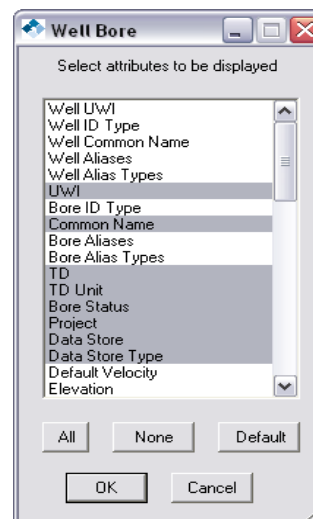 Well Bore
Select attributes to be displayed
Well UWI
Well ID Type
Well Common Name
Well Aliases
Well Alias Types
UWI
Bore ID Type
Common Name
Bore Aliases
Bore Alias Types
TD
TD Unit
Bore Status
Project
Data Store
Data Store Type
Default Velocity
Elevation
All None Default
OK Cancel